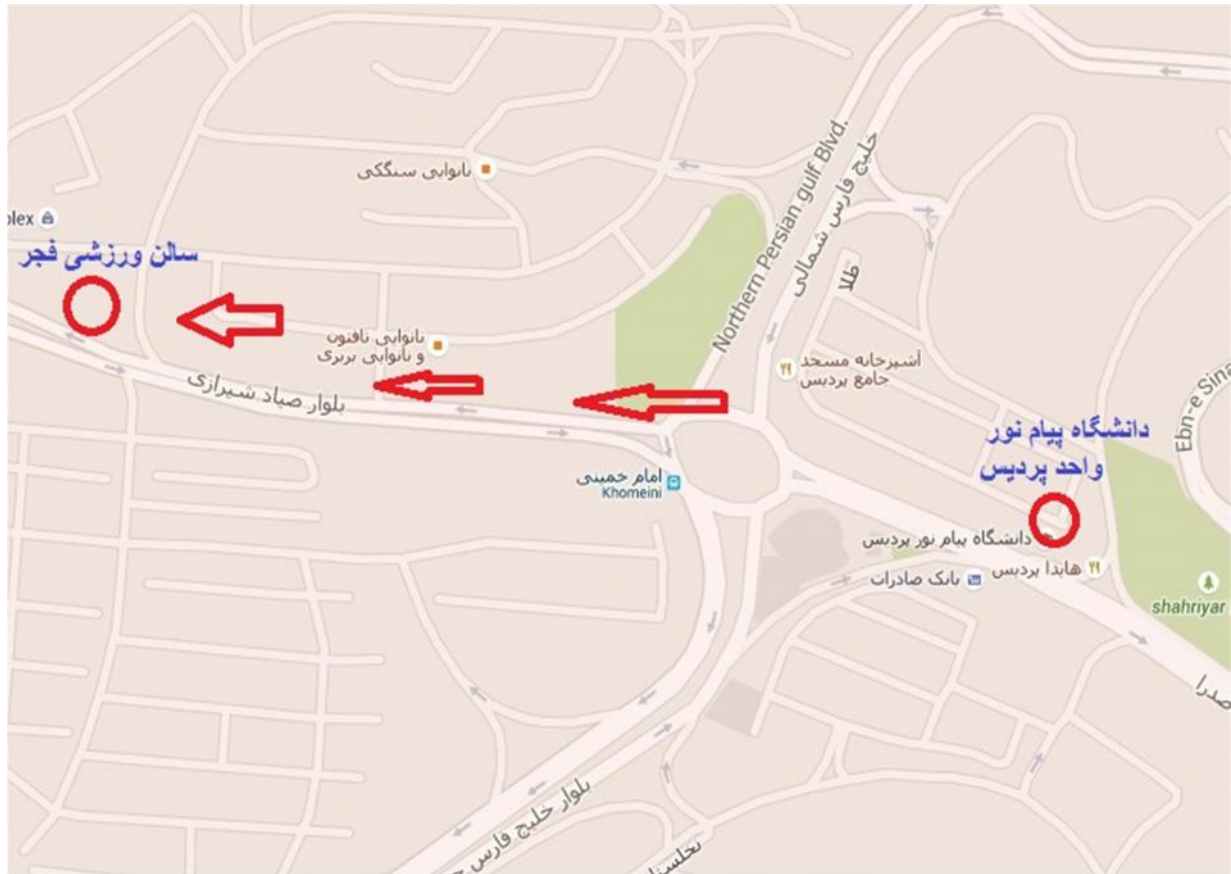 Northern Persian gulf Blvd.
خلیج فارس شمالی
نانوایی سنگکی
plex
سالن ورزشی فجر
طلا
نانوایی تافتون
و نانوایی بربری
آشپزخانه مسجد
جامع پردیس
بلوار صیاد شیرازی
Ebn-e Sina
دانشگاه پیام نور
واحد پردیس
امام خمینی
Khomeini
دانشگاه پیام نور پردیس
هایدا پردیس
بانک صادرات
shahriyar
صدرا
بلوار خلیج فارس ج
نخلستا